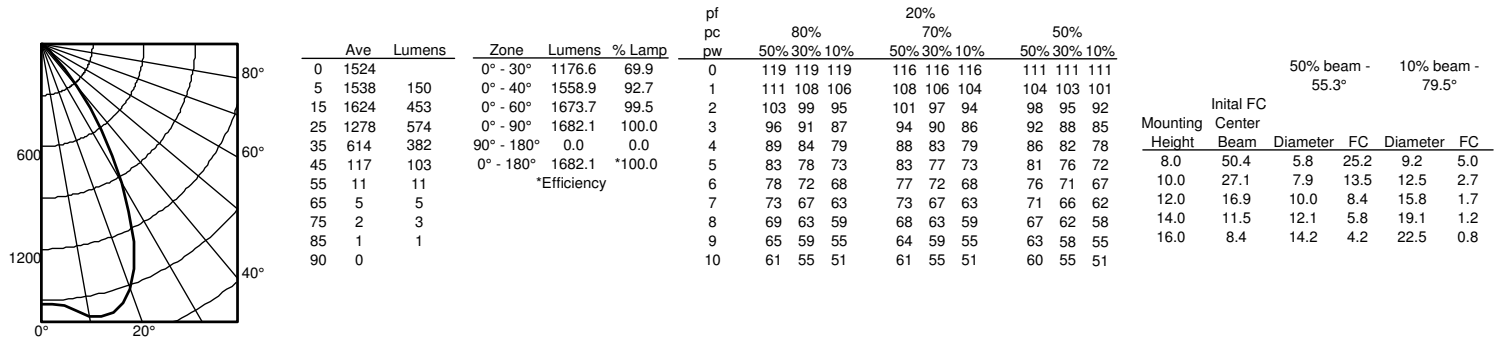 600
1200
0°
20°
40°
60°
80°
Ave Lumens
0 1524
5 1538 150
15 1624 453
25 1278 574
35 614 382
45 117 103
55 11 11
65 5 5
75 2 3
85 1 1
90 0
Zone Lumens % Lamp
0° - 30° 1176.6 69.9
0° - 40° 1558.9 92.7
0° - 60° 1673.7 99.5
0° - 90° 1682.1 100.0
90° - 180° 0.0 0.0
0° - 180° 1682.1 *100.0
*Efficiency
pf 20%
pc 80% 70% 50%
pw 50% 30% 10% 50% 30% 10% 50% 30% 10%
0 119 119 119 116 116 116 111 111 111
1 111 108 106 108 106 104 104 103 101
2 103 99 95 101 97 94 98 95 92
3 96 91 87 94 90 86 92 88 85
4 89 84 79 88 83 79 86 82 78
5 83 78 73 83 77 73 81 76 72
6 78 72 68 77 72 68 76 71 67
7 73 67 63 73 67 63 71 66 62
8 69 63 59 68 63 59 67 62 58
9 65 59 55 64 59 55 63 58 55
10 61 55 51 61 55 51 60 55 51
50% beam - 10% beam -
55.3° 79.5°
Inital FC
Mounting Center
Height Beam Diameter FC Diameter FC
8.0 50.4 5.8 25.2 9.2 5.0
10.0 27.1 7.9 13.5 12.5 2.7
12.0 16.9 10.0 8.4 15.8 1.7
14.0 11.5 12.1 5.8 19.1 1.2
16.0 8.4 14.2 4.2 22.5 0.8